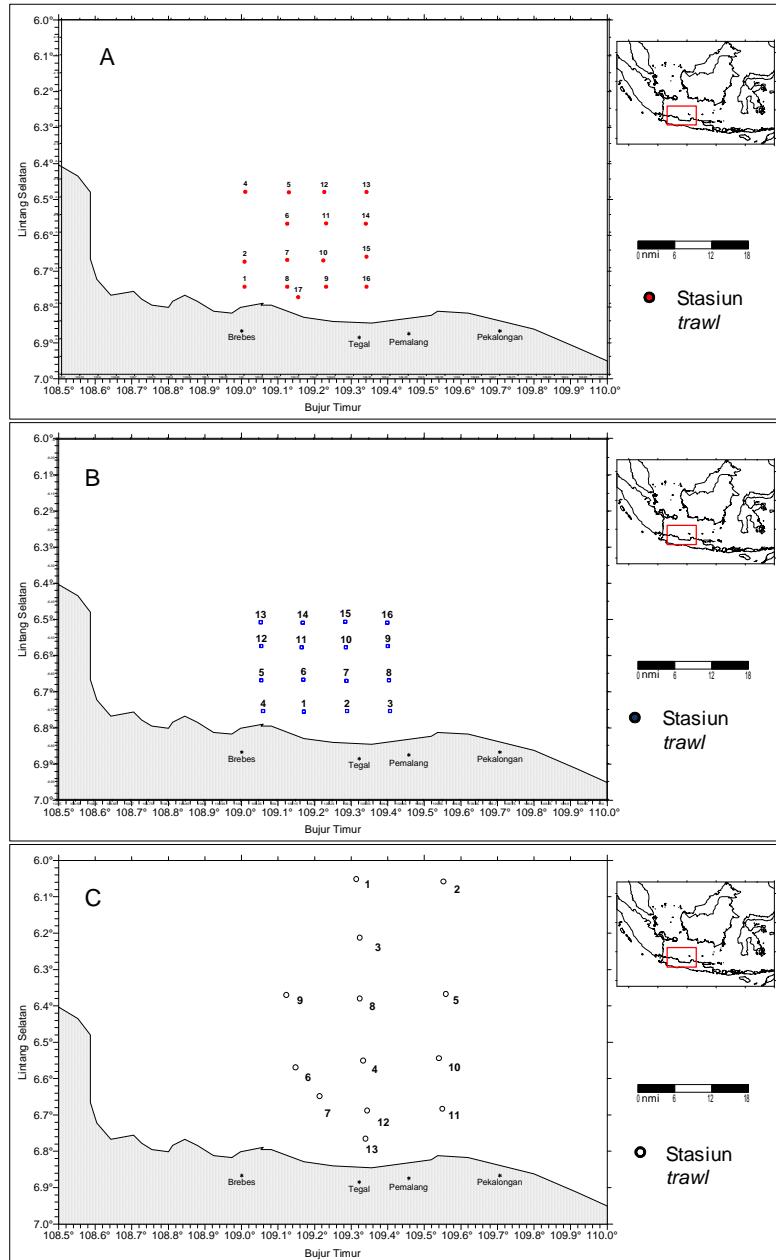 A
6.0°
6.1°
6.2°
6.3°
6.4°
6.5°
6.6°
6.7°
6.8°
6.9°
7.0°
Lintang Selatan
4 5 12 13
6 11 14
2 7 10 15
1 8 9 16
17
Brebes
Tegal
Pemalang
Pekalongan
108.5° 108.6° 108.7° 108.8° 108.9° 109.0° 109.1° 109.2° 109.3° 109.4° 109.5° 109.6° 109.7° 109.8° 109.9° 110.0°
Bujur Timur
0 nmi 6 12 18
Stasiun
trawl
B
6.0°
6.1°
6.2°
6.3°
6.4°
6.5°
6.6°
6.7°
6.8°
6.9°
7.0°
Lintang Selatan
13 14 15 16
12 11 10 9
5 6 7 8
4 1 2 3
Brebes
Tegal
Pemalang
Pekalongan
108.5° 108.6° 108.7° 108.8° 108.9° 109.0° 109.1° 109.2° 109.3° 109.4° 109.5° 109.6° 109.7° 109.8° 109.9° 110.0°
Bujur Timur
0 nmi 6 12 18
Stasiun
trawl
C
6.0°
6.1°
6.2°
6.3°
6.4°
6.5°
6.6°
6.7°
6.8°
6.9°
7.0°
Lintang Selatan
1 2
3
9 8 5
6 4 10
7 12 11
13
Brebes
Tegal
Pemalang
Pekalongan
108.5° 108.6° 108.7° 108.8° 108.9° 109.0° 109.1° 109.2° 109.3° 109.4° 109.5° 109.6° 109.7° 109.8° 109.9° 110.0°
Bujur Timur
0 nmi 6 12 18
Stasiun
trawl